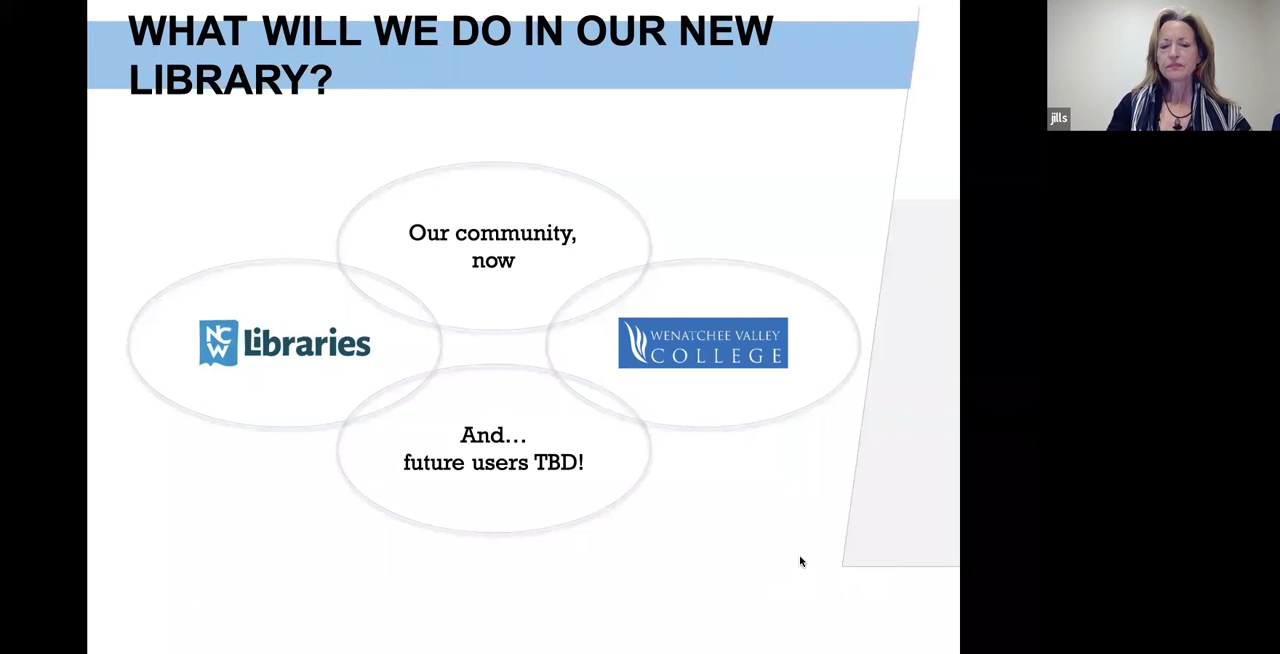 WHAT WILL WE DO IN OUR NEW
LIBRARY?
jills
Our community,
now
NCW Libraries
WENATCHEE VALLEY
COLLEGE
And...
future users TBD!